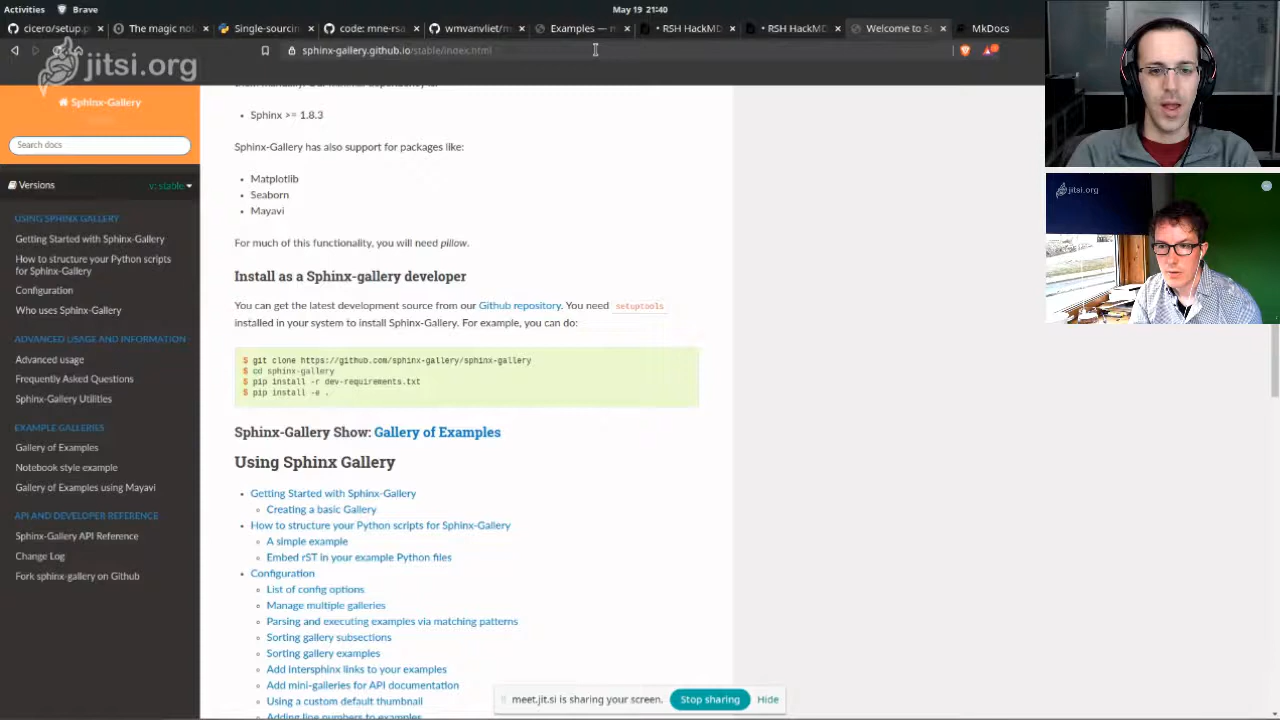 Activities Brave May 19 21:40
cicero/setup.p The magic not Single-sourcin code: mne-rsa wmvanvliet/m Examples — m • RSH HackMD • RSH HackMD Welcome to Sp MkDocs
sphinx-gallery.github.io/stable/index.html
jitsi.org
Sphinx-Gallery
Search docs
Versions v: stable
USING SPHINX GALLERY
Getting Started with Sphinx-Gallery
How to structure your Python scripts
for Sphinx-Gallery
Configuration
Who uses Sphinx-Gallery
ADVANCED USAGE AND INFORMATION
Advanced usage
Frequently Asked Questions
Sphinx-Gallery Utilities
EXAMPLE GALLERIES
Gallery of Examples
Notebook style example
Gallery of Examples using Mayavi
API AND DEVELOPER REFERENCE
Sphinx-Gallery API Reference
Change Log
Fork sphinx-gallery on Github
Sphinx >= 1.8.3
Sphinx-Gallery has also support for packages like:
Matplotlib
Seaborn
Mayavi
For much of this functionality, you will need pillow.
Install as a Sphinx-gallery developer
You can get the latest development source from our Github repository. You need setuptools
installed in your system to install Sphinx-Gallery. For example, you can do:
$ git clone https://github.com/sphinx-gallery/sphinx-gallery
$ cd sphinx-gallery
$ pip install -r dev-requirements.txt
$ pip install -e .
Sphinx-Gallery Show: Gallery of Examples
Using Sphinx Gallery
Getting Started with Sphinx-Gallery
Creating a basic Gallery
How to structure your Python scripts for Sphinx-Gallery
A simple example
Embed rST in your example Python files
Configuration
List of config options
Manage multiple galleries
Parsing and executing examples via matching patterns
Sorting gallery subsections
Sorting gallery examples
Add intersphinx links to your examples
Add mini-galleries for API documentation
Using a custom default thumbnail
Adding line numbers to examples
meet.jit.si is sharing your screen. Stop sharing Hide
jitsi.org